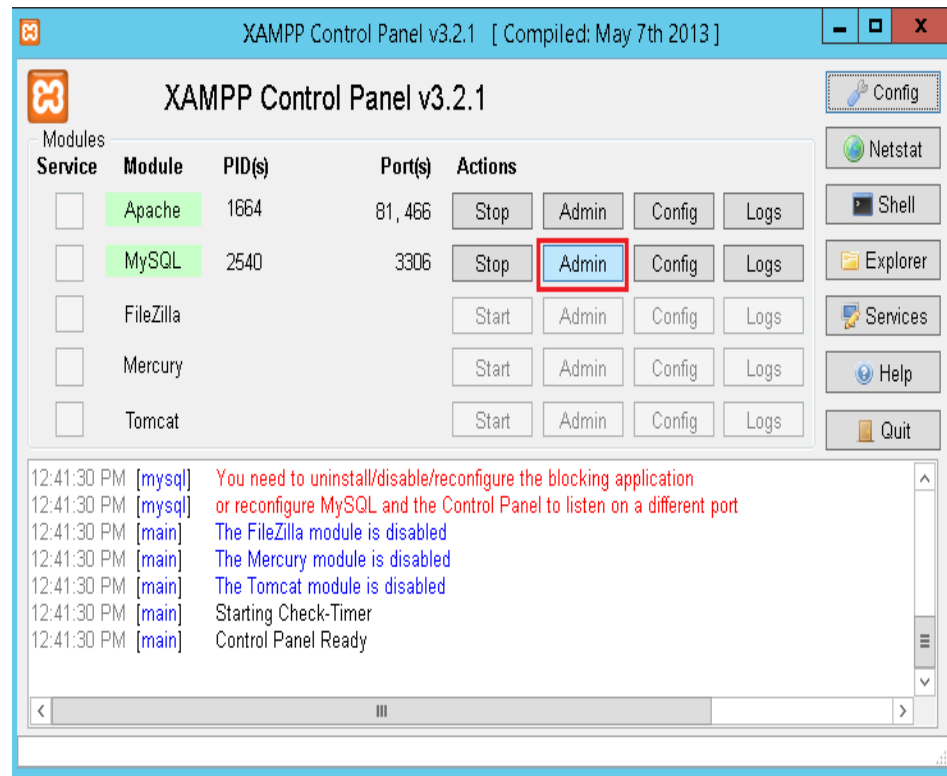 XAMPP Control Panel v3.2.1 [ Compiled: May 7th 2013 ]
XAMPP Control Panel v3.2.1
Config
Modules
Service Module PID(s) Port(s) Actions
Netstat
Apache 1664 81, 466 Stop Admin Config Logs
Shell
MySQL 2540 3306 Stop Admin Config Logs
Explorer
FileZilla Start Admin Config Logs
Services
Mercury Start Admin Config Logs
Help
Tomcat Start Admin Config Logs
Quit
12:41:30 PM [mysql] You need to uninstall/disable/reconfigure the blocking application
12:41:30 PM [mysql] or reconfigure MySQL and the Control Panel to listen on a different port
12:41:30 PM [main] The FileZilla module is disabled
12:41:30 PM [main] The Mercury module is disabled
12:41:30 PM [main] The Tomcat module is disabled
12:41:30 PM [main] Starting Check-Timer
12:41:30 PM [main] Control Panel Ready